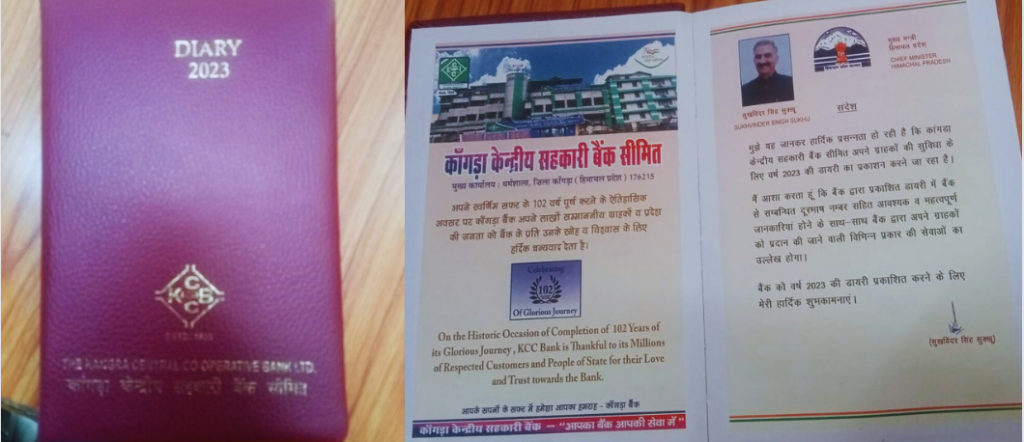 DIARY
2023
KCCB
ESTD. 1920
THE KANGRA CENTRAL CO OPERATIVE BANK LTD.
कांगड़ा केन्द्रीय सहकारी बैंक सीमित
काँगड़ा केन्द्रीय सहकारी बैंक सीमित
मुख्य कार्यालय : धर्मशाला, जिला काँगड़ा ( हिमाचल प्रदेश ) 176215
अपने स्वर्णिम सफर के 102 वर्ष पूर्ण करने के ऐतिहासिक
अवसर पर काँगड़ा बैंक अपने लाखों सम्माननीय ग्राहकों व प्रदेश
की जनता को बैंक के प्रति उनके स्नेह व विश्वास के लिए
हार्दिक धन्यवाद देता है।
Celebrating
102
Of Glorious Journey
On the Historic Occasion of Completion of 102 Years of
its Glorious Journey , KCC Bank is Thankful to its Millions
of Respected Customers and People of State for their Love
and Trust towards the Bank.
आपके सपनों के सफर में हमेशा आपका हमराह - काँगड़ा बैंक
काँगड़ा केन्द्रीय सहकारी बैंक – "आपका बैंक आपकी सेवा में"
मुख्य मन्त्री
हिमाचल प्रदेश
CHIEF MINISTER
HIMACHAL PRADESH
सुखविंदर सिंह सुक्खू
SUKHVINDER SINGH SUKHU
संदेश
मुझे यह जानकर हार्दिक प्रसन्नता हो रही है कि कांगड़ा
केन्द्रीय सहकारी बैंक सीमित अपने ग्राहकों की सुविधा के
लिए वर्ष 2023 की डायरी का प्रकाशन करने जा रहा है।
मैं आशा करता हूं कि बैंक द्वारा प्रकाशित डायरी में बैंक
से सम्बन्धित दूरभाष नम्बर सहित आवश्यक व महत्वपूर्ण
जानकारियां होने के साथ–साथ बैंक द्वारा अपने ग्राहकों
को प्रदान की जाने वाली विभिन्न प्रकार की सेवाओं का
उल्लेख होगा।
बैंक को वर्ष 2023 की डायरी प्रकाशित करने के लिए
मेरी हार्दिक शुभकामनाएं।
(सुखविंदर सिंह सुक्खू)